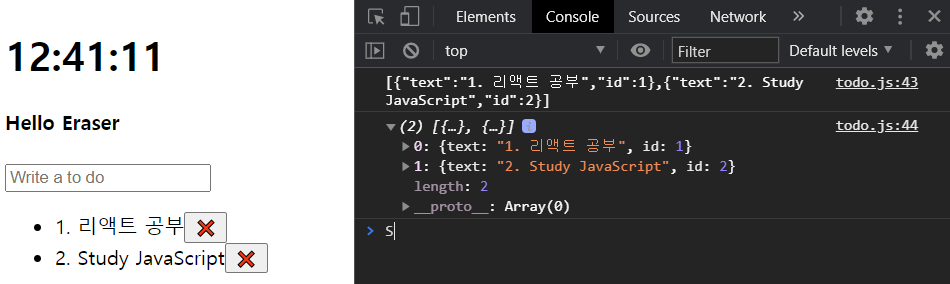 12:41:11
Hello Eraser
Write a to do
1. 리액트 공부
2. Study JavaScript
Elements Console Sources Network
top Filter Default levels
[{"text":"1. 리액트 공부","id":1},{"text":"2. Study todo.js:43
JavaScript","id":2}]
(2) [{…}, {…}] i todo.js:44
0: {text: "1. 리액트 공부", id: 1}
1: {text: "2. Study JavaScript", id: 2}
length: 2
__proto__: Array(0)
> S